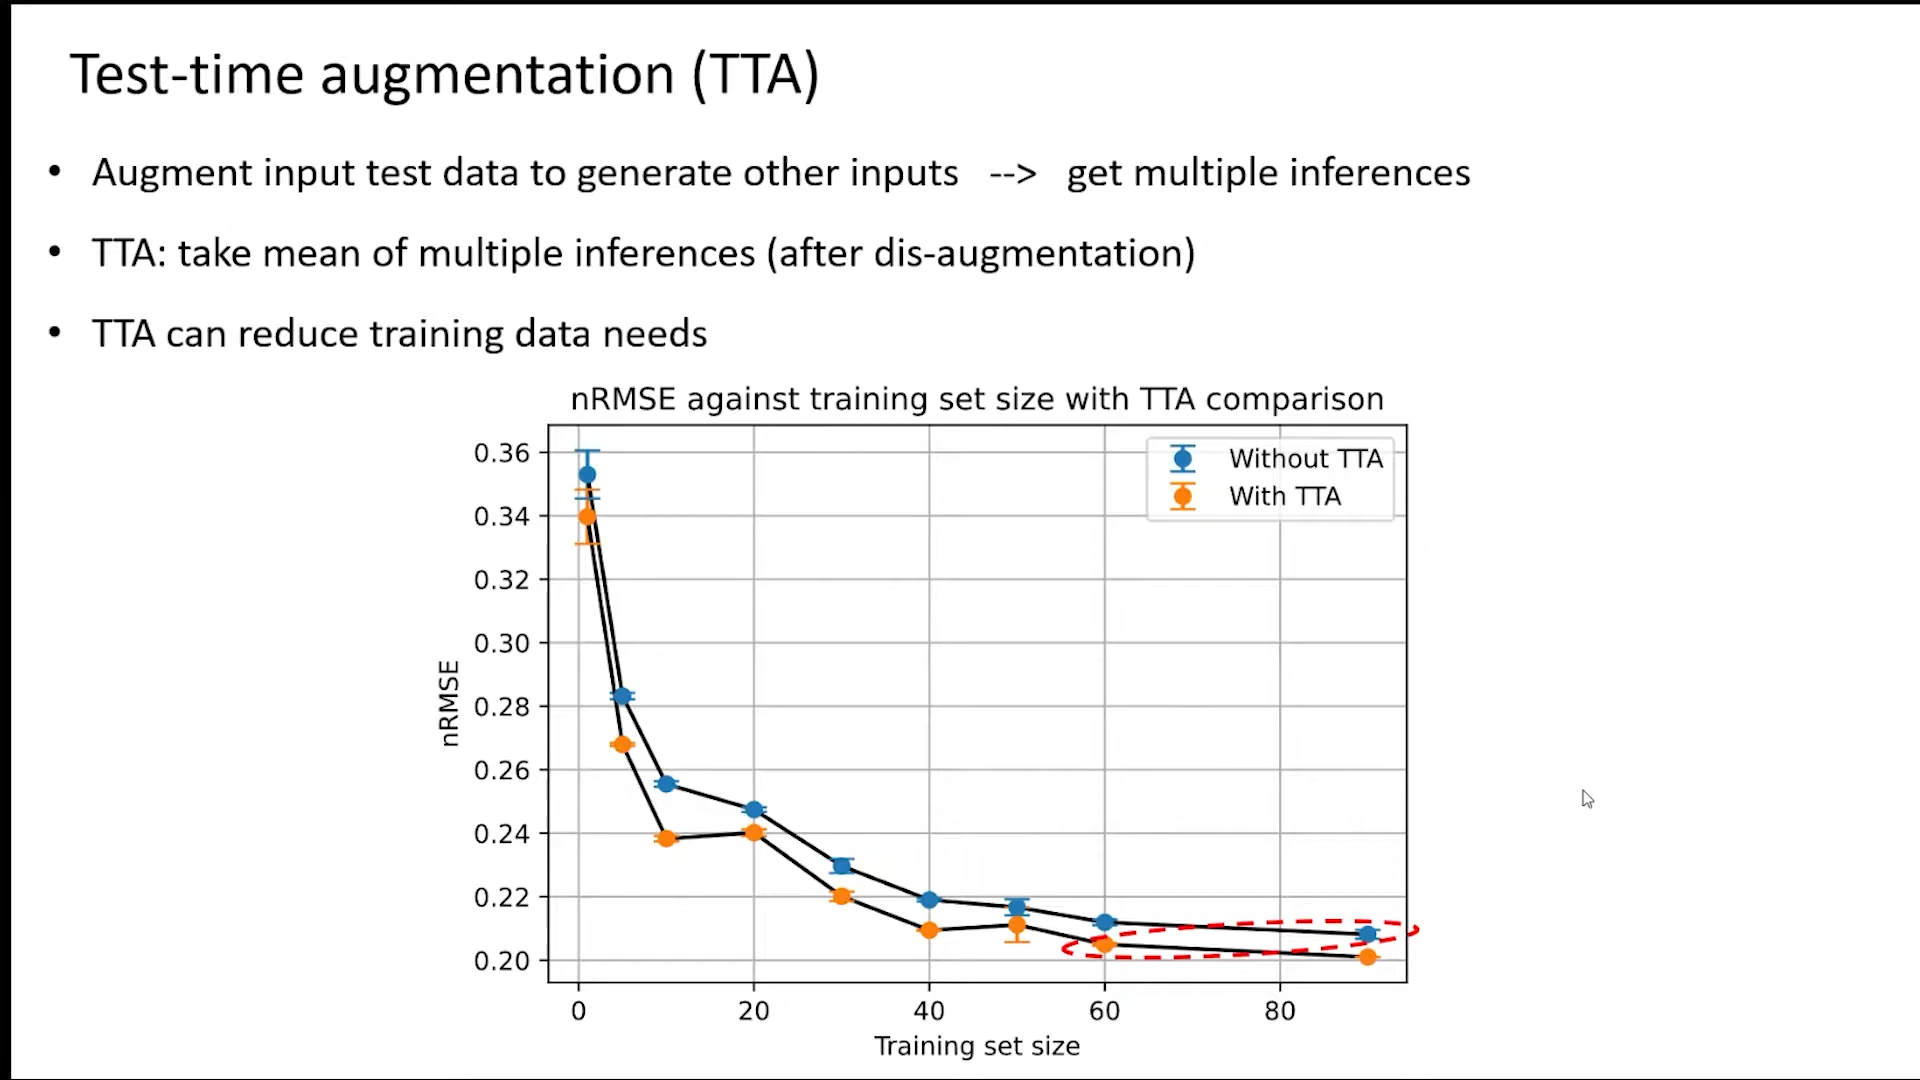 Test-time augmentation (TTA)
• Augment input test data to generate other inputs --> get multiple inferences
• TTA: take mean of multiple inferences (after dis-augmentation)
• TTA can reduce training data needs
nRMSE against training set size with TTA comparison
Without TTA
With TTA
0.36
0.34
0.32
0.30
0.28
0.26
0.24
0.22
0.20
nRMSE
0 20 40 60 80
Training set size